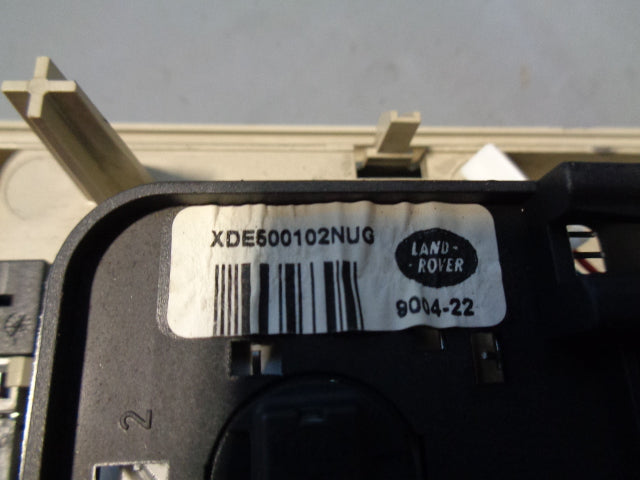 XDE500102NUG
LAND-
-ROVER
9004-22
2